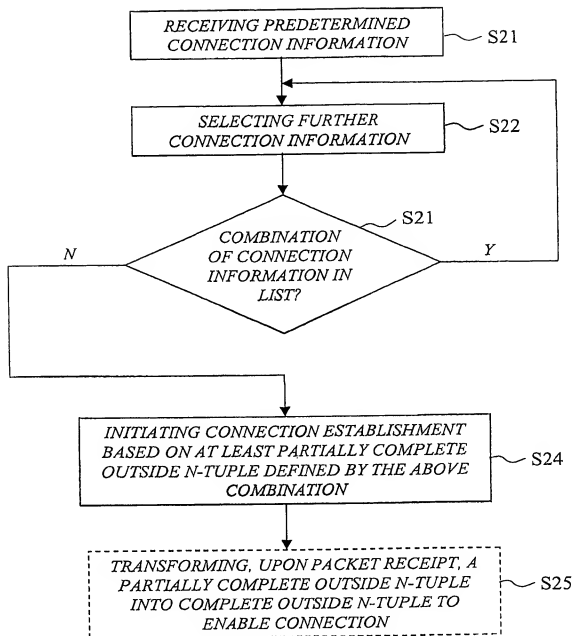 RECEIVING PREDETERMINED
CONNECTION INFORMATION
S21
SELECTING FURTHER
CONNECTION INFORMATION
S22
S21
COMBINATION
OF CONNECTION
INFORMATION IN
LIST?
N
Y
INITIATING CONNECTION ESTABLISHMENT
BASED ON AT LEAST PARTIALLY COMPLETE
OUTSIDE N-TUPLE DEFINED BY THE ABOVE
COMBINATION
S24
TRANSFORMING, UPON PACKET RECEIPT, A
PARTIALLY COMPLETE OUTSIDE N-TUPLE
INTO COMPLETE OUTSIDE N-TUPLE TO
ENABLE CONNECTION
S25